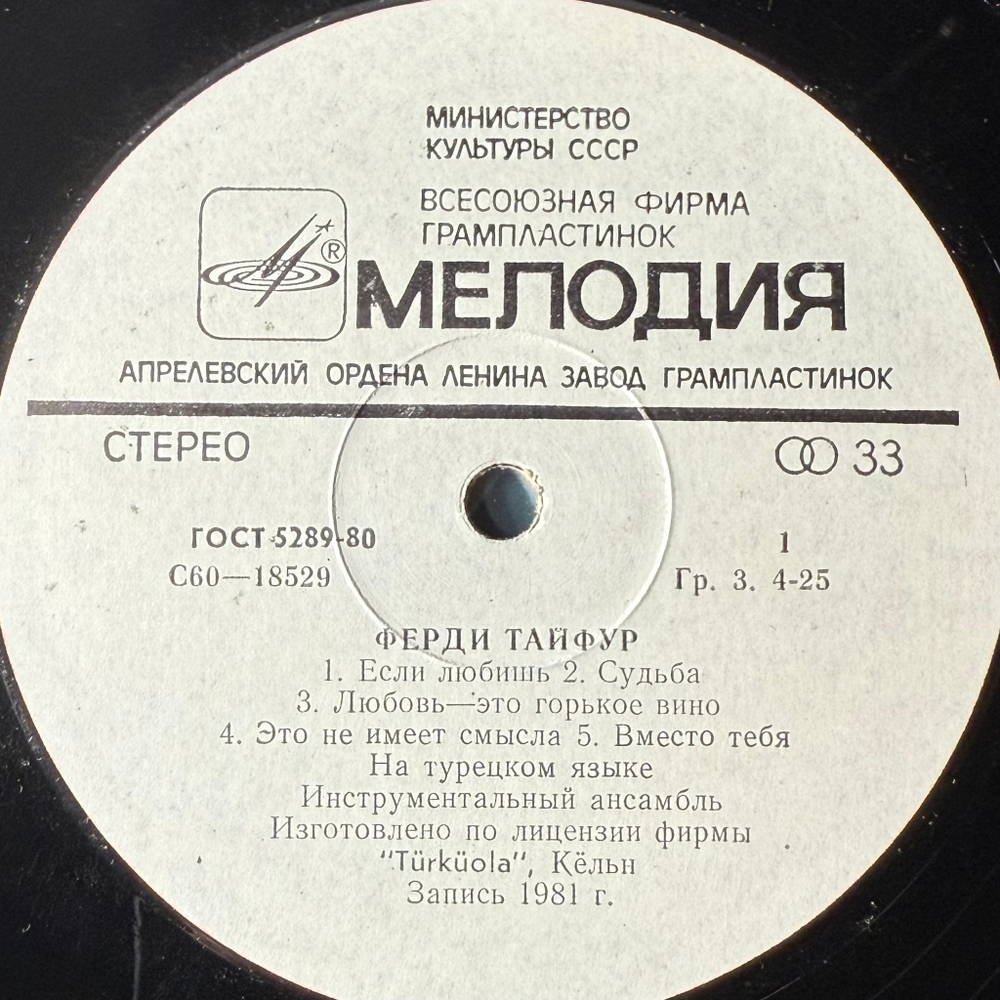 МИНИСТЕРСТВО
КУЛЬТУРЫ СССР
ВСЕСОЮЗНАЯ ФИРМА
ГРАМПЛАСТИНОК
®
МЕЛОДИЯ
АПРЕЛЕВСКИЙ ОРДЕНА ЛЕНИНА ЗАВОД ГРАМПЛАСТИНОК
СТЕРЕО 33
ГОСТ 5289-80 1
С60—18529 Гр. 3. 4-25
ФЕРДИ ТАЙФУР
1. Если любишь 2. Судьба
3. Любовь—это горькое вино
4. Это не имеет смысла 5. Вместо тебя
На турецком языке
Инструментальный ансамбль
Изготовлено по лицензии фирмы
"Türküola", Кёльн
Запись 1981 г.